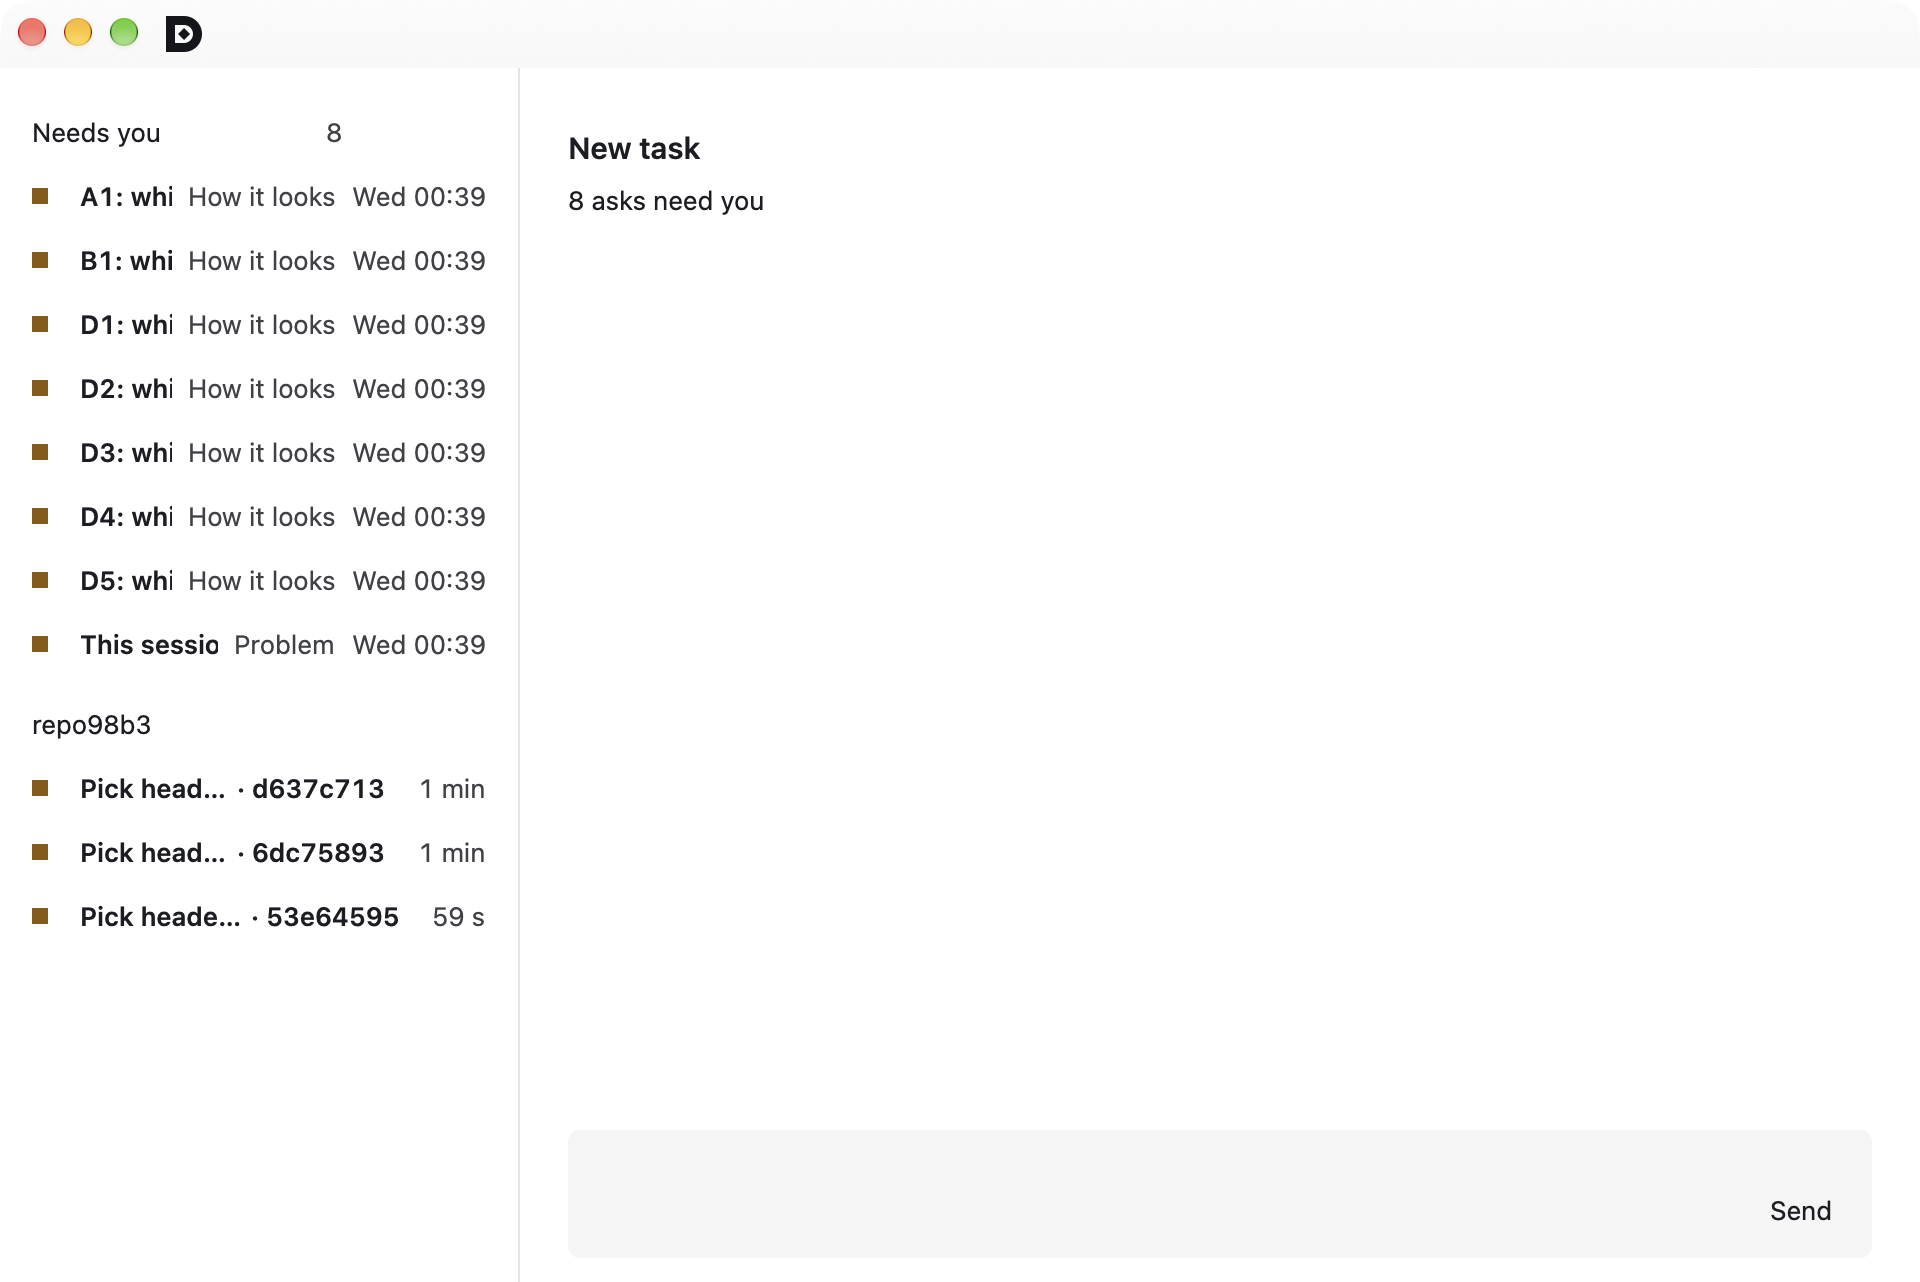 Needs you 8
A1: whi How it looks Wed 00:39
B1: whi How it looks Wed 00:39
D1: whi How it looks Wed 00:39
D2: whi How it looks Wed 00:39
D3: whi How it looks Wed 00:39
D4: whi How it looks Wed 00:39
D5: whi How it looks Wed 00:39
This sessio Problem Wed 00:39
repo98b3
Pick head... · d637c713 1 min
Pick head... · 6dc75893 1 min
Pick heade... · 53e64595 59 s
New task
8 asks need you
Send